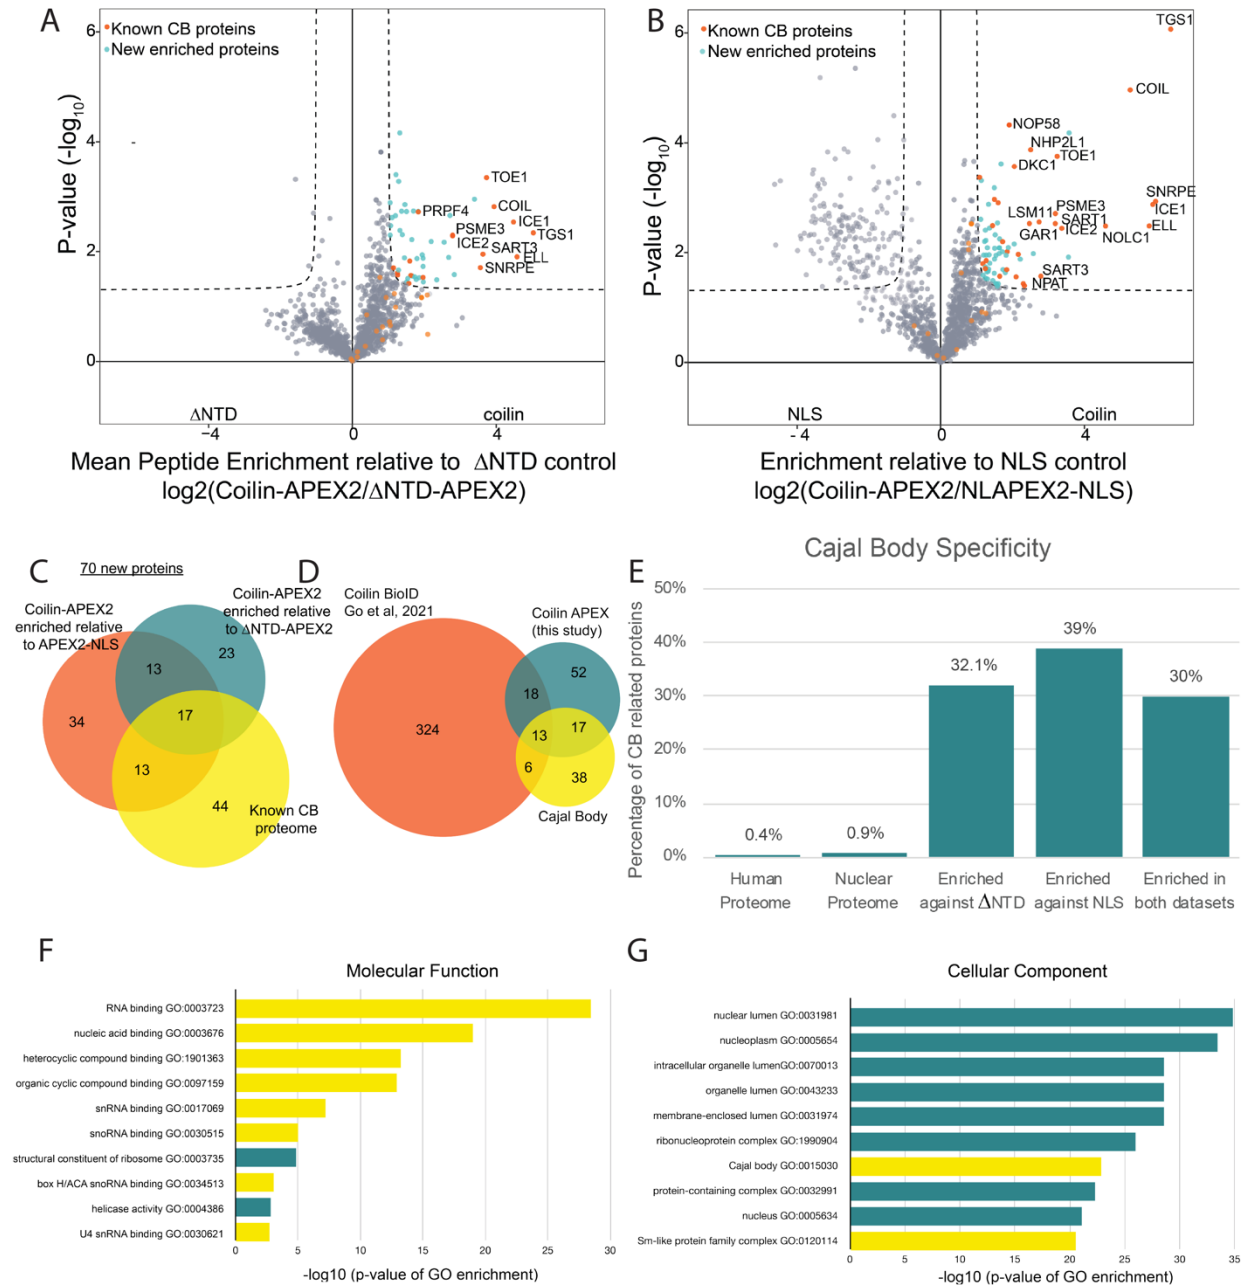 A
Known CB proteins
New enriched proteins
6
4
2
0
P-value (-log10)
TOE1
PRPF4
COIL
ICE1
PSME3
TGS1
ICE2
SART3
ELL
SNRPE
ΔNTD
coilin
−4
0
4
Mean Peptide Enrichment relative to ΔNTD control
log2(Coilin-APEX2/ΔNTD-APEX2)
B
Known CB proteins
New enriched proteins
6
4
2
0
P-value (-log10)
TGS1
COIL
NOP58
NHP2L1
TOE1
DKC1
SNRPE
PSME3
LSM11
ICE1
SART1
ELL
GAR1
ICE2
NOLC1
SART3
NPAT
NLS
Coilin
- 4
0
4
Enrichment relative to NLS control
log2(Coilin-APEX2/NLAPEX2-NLS)
C
70 new proteins
Coilin-APEX2
enriched relative
to APEX2-NLS
Coilin-APEX2
enriched relative
to ΔNTD-APEX2
23
13
34
17
13
44
Known CB
proteome
D
Coilin BioID
Go et al, 2021
Coilin APEX
(this study)
52
18
324
13
17
6
38
Cajal Body
E
Cajal Body Specificity
Percentage of CB related proteins
50%
40%
30%
20%
10%
0%
0.4%
0.9%
32.1%
39%
30%
Human
Proteome
Nuclear
Proteome
Enriched
against ΔNTD
Enriched
against NLS
Enriched in
both datasets
F
Molecular Function
RNA binding GO:0003723
nucleic acid binding GO:0003676
heterocyclic compound binding GO:1901363
organic cyclic compound binding GO:0097159
snRNA binding GO:0017069
snoRNA binding GO:0030515
structural constituent of ribosome GO:0003735
box H/ACA snoRNA binding GO:0034513
helicase activity GO:0004386
U4 snRNA binding GO:0030621
0 5 10 15 20 25 30
-log10 (p-value of GO enrichment)
G
Cellular Component
nuclear lumen GO:0031981
nucleoplasm GO:0005654
intracellular organelle lumenGO:0070013
organelle lumen GO:0043233
membrane-enclosed lumen GO:0031974
ribonucleoprotein complex GO:1990904
Cajal body GO:0015030
protein-containing complex GO:0032991
nucleus GO:0005634
Sm-like protein family complex GO:0120114
0 5 10 15 20 25 30 35
-log10 (p-value of GO enrichment)